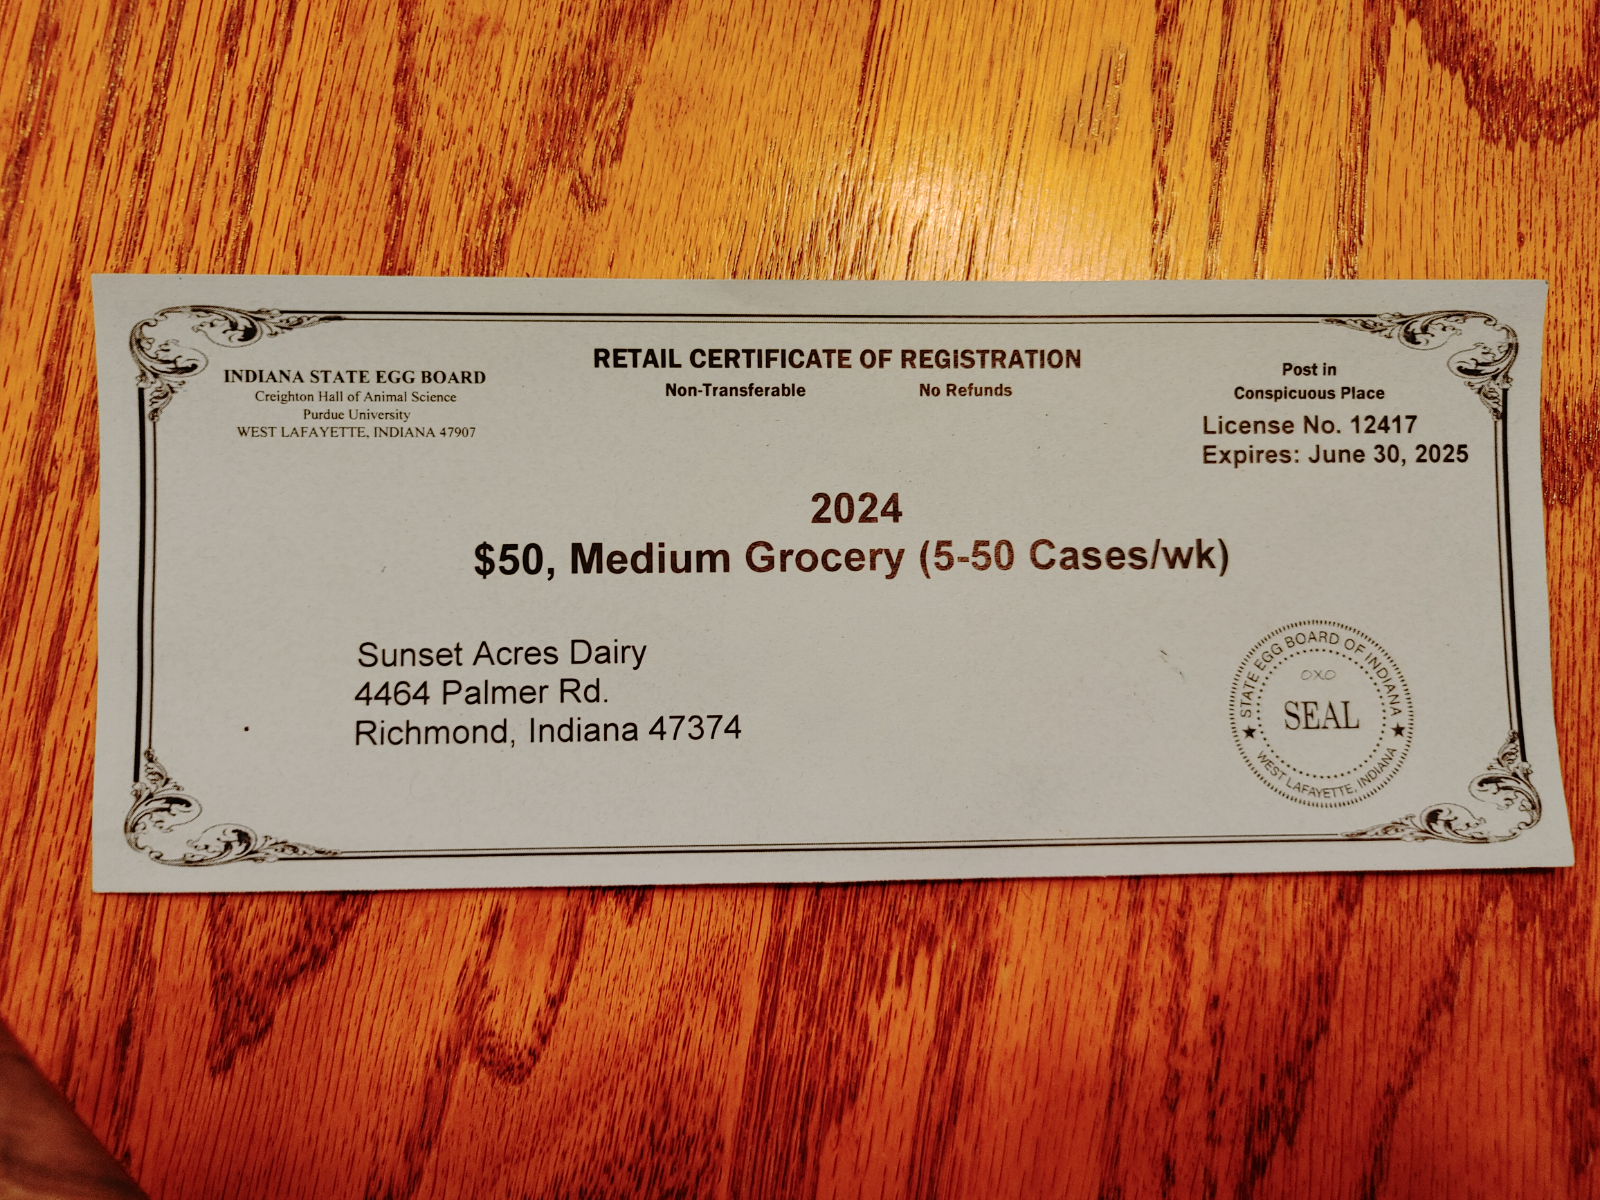 INDIANA STATE EGG BOARD
Creighton Hall of Animal Science
Purdue University
WEST LAFAYETTE, INDIANA 47907
RETAIL CERTIFICATE OF REGISTRATION
Non-Transferable No Refunds
Post in
Conspicuous Place
License No. 12417
Expires: June 30, 2025
2024
$50, Medium Grocery (5-50 Cases/wk)
Sunset Acres Dairy
4464 Palmer Rd.
Richmond, Indiana 47374
STATE EGG BOARD OF INDIANA
OXO
SEAL
WEST LAFAYETTE, INDIANA